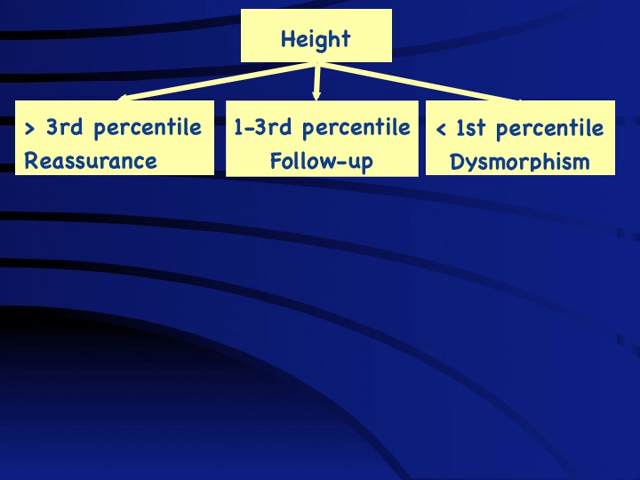 Height
> 3rd percentile
Reassurance
1-3rd percentile
Follow-up
< 1st percentile
Dysmorphism